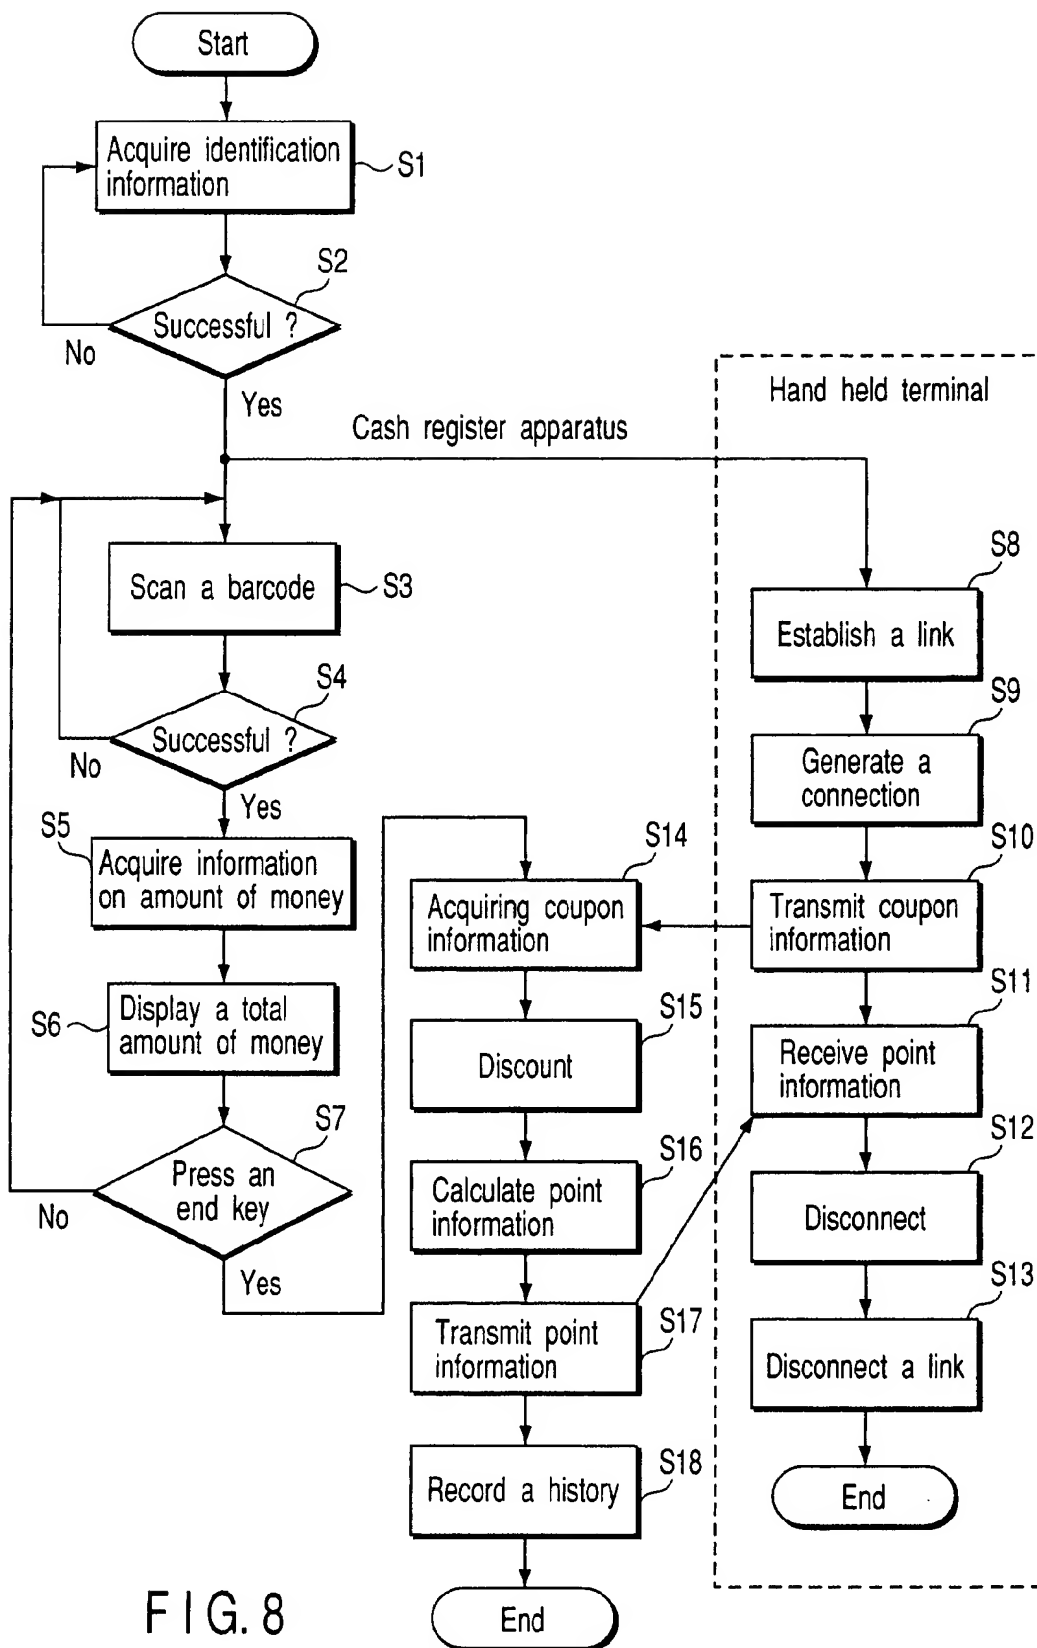 Start
Acquire identification
information
S1
S2
Successful ?
No
Yes
Cash register apparatus
Hand held terminal
Scan a barcode
S3
S4
Successful ?
No
Yes
S5
Acquire information
on amount of money
S6
Display a total
amount of money
S7
Press an
end key
No
Yes
S14
Acquiring coupon
information
S15
Discount
S16
Calculate point
information
S17
Transmit point
information
S18
Record a history
End
S8
Establish a link
S9
Generate a
connection
S10
Transmit coupon
information
S11
Receive point
information
S12
Disconnect
S13
Disconnect a link
End
FIG. 8